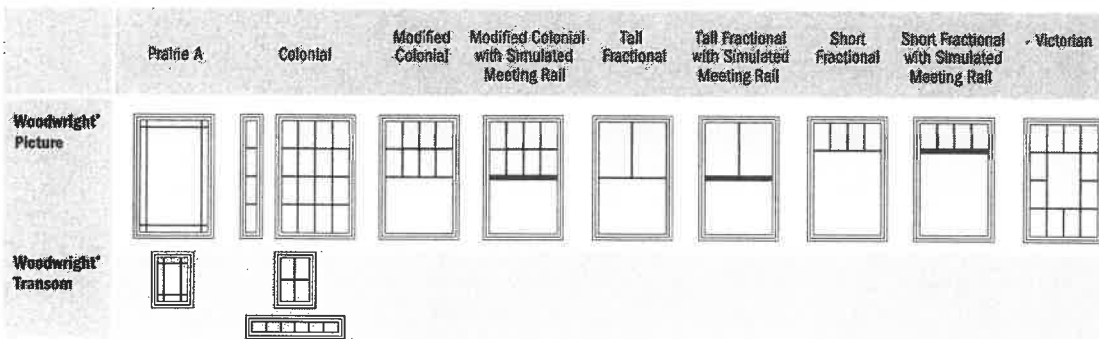 Prairie A
Colonial
Modified
Colonial
Modified Colonial
with Simulated
Meeting Rail
Tall
Fractional
Tall Fractional
with Simulated
Meeting Rail
Short
Fractional
Short Fractional
with Simulated
Meeting Rail
Victorian
Woodwright®
Picture
Woodwright®
Transom